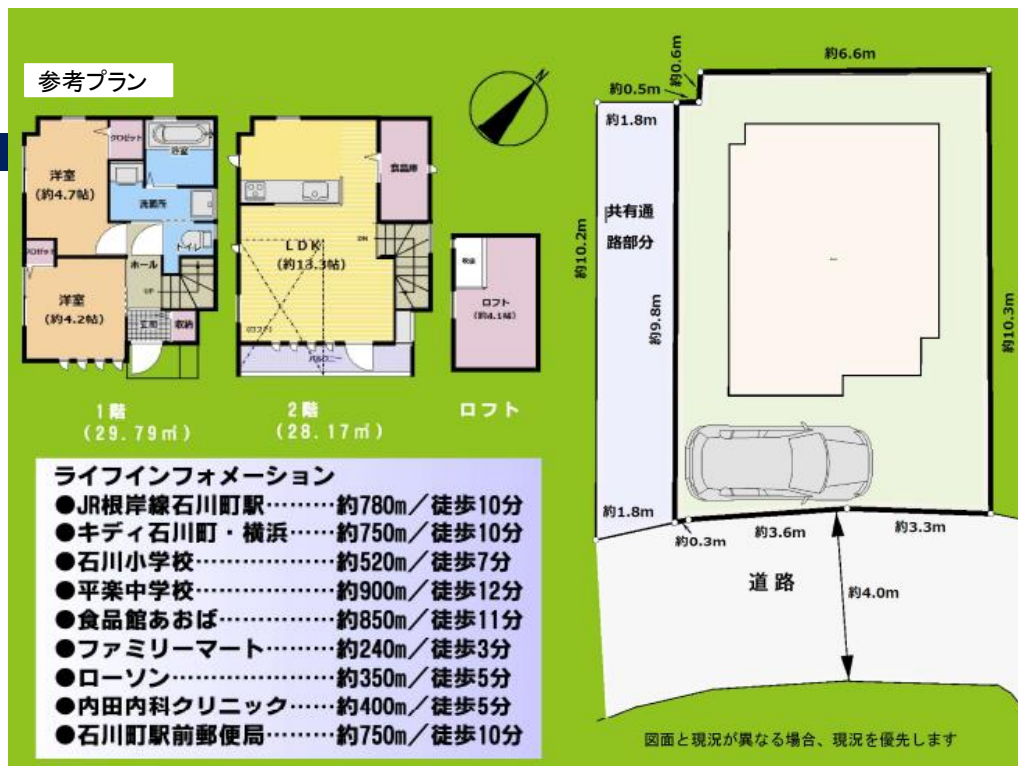 参考プラン
N
クロゼット
浴室
洋室
(約4.7帖)
洗面所
トイレ
クロゼット
ホール
洋室
(約4.2帖)
UP
玄関
収納
1階
(29.79㎡)
食品庫
LDK
(約13.3帖)
DN
(ロフト)
バルコニー
2階
(28.17㎡)
吹抜
ロフト
(約4.1帖)
ロフト
約6.6m
約0.6m
約0.5m
約1.8m
共有通
路部分
約10.2m
約9.8m
約10.3m
約1.8m
約0.3m
約3.6m
約3.3m
道路
約4.0m
図面と現況が異なる場合、現況を優先します
ライフインフォメーション
●JR根岸線石川町駅………約780m/徒歩10分
●キディ石川町・横浜……約750m/徒歩10分
●石川小学校………………約520m/徒歩7分
●平楽中学校………………約900m/徒歩12分
●食品館あおば……………約850m/徒歩11分
●ファミリーマート………約240m/徒歩3分
●ローソン…………………約350m/徒歩5分
●内田内科クリニック……約400m/徒歩5分
●石川町駅前郵便局………約750m/徒歩10分